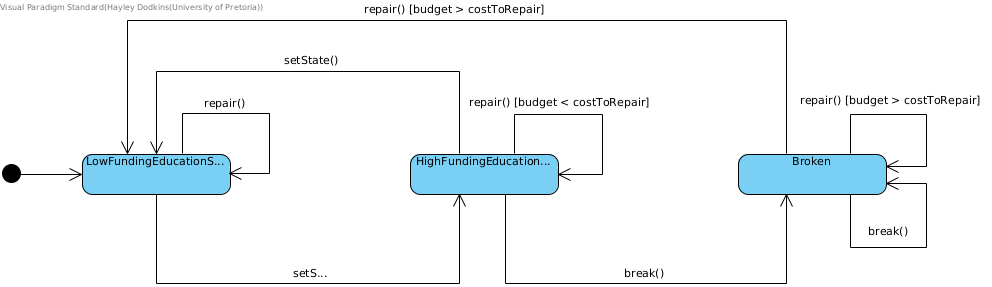 Visual Paradigm Standard(Hayley Dodkins(University of Pretoria))
repair() [budget > costToRepair]
setState()
repair()
repair() [budget < costToRepair]
repair() [budget > costToRepair]
LowFundingEducationS...
HighFundingEducation...
Broken
break()
setS...
break()